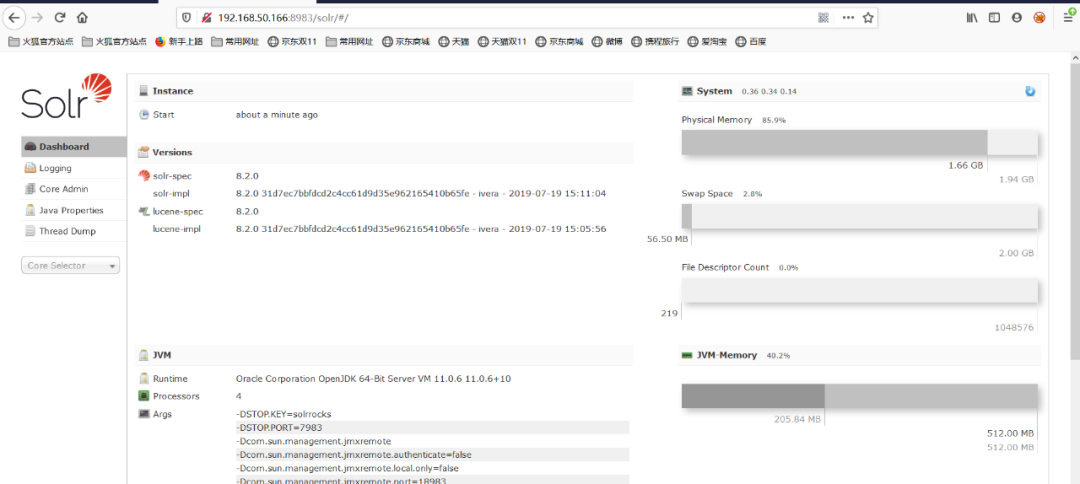 192.168.50.166:8983/solr/#/
火狐官方站点 火狐官方站点 新手上路 常用网址 京东双11 常用网址 京东商城 天猫 天猫双11 京东商城 微博 携程旅行 爱淘宝 百度
Solr
Dashboard
Logging
Core Admin
Java Properties
Thread Dump
Core Selector
Instance
Start about a minute ago
Versions
solr-spec 8.2.0
solr-impl 8.2.0 31d7ec7bbfdcd2c4cc61d9d35e962165410b65fe - ivera - 2019-07-19 15:11:04
lucene-spec 8.2.0
lucene-impl 8.2.0 31d7ec7bbfdcd2c4cc61d9d35e962165410b65fe - ivera - 2019-07-19 15:05:56
System 0.36 0.34 0.14
Physical Memory 85.9%
1.66 GB
1.94 GB
Swap Space 2.8%
56.50 MB
2.00 GB
File Descriptor Count 0.0%
219
1048576
JVM
Runtime Oracle Corporation OpenJDK 64-Bit Server VM 11.0.6 11.0.6+10
Processors 4
Args -DSTOP.KEY=solrrocks
-DSTOP.PORT=7983
-Dcom.sun.management.jmxremote
-Dcom.sun.management.jmxremote.authenticate=false
-Dcom.sun.management.jmxremote.local.only=false
-Dcom.sun.management.jmxremote.port=18983
JVM-Memory 40.2%
205.84 MB
512.00 MB
512.00 MB